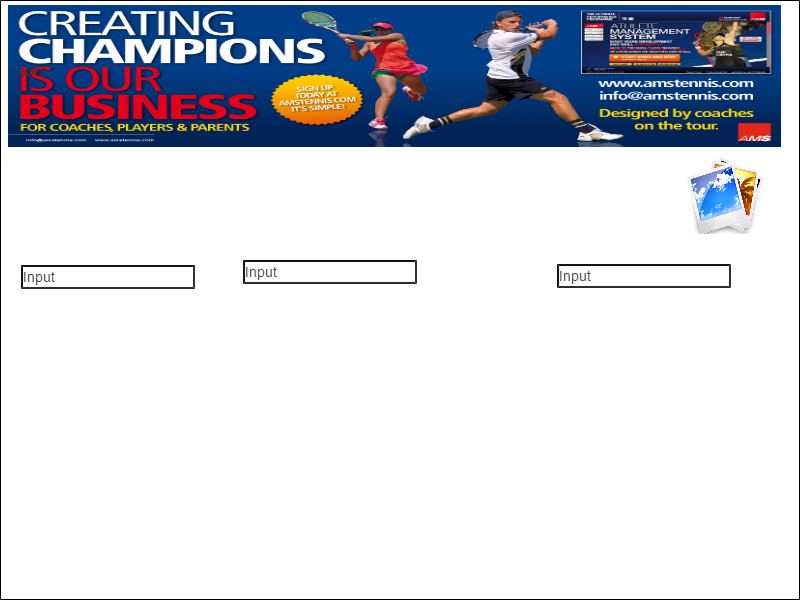 CREATING
CHAMPIONS
IS OUR
BUSINESS
FOR COACHES, PLAYERS & PARENTS
info@amstennis.com www.amstennis.com
SIGN UP
TODAY AT
AMSTENNIS.COM
IT'S SIMPLE!
ATHLETE
MANAGEMENT
SYSTEM
AMS
www.amstennis.com
info@amstennis.com
Designed by coaches
on the tour.
AMS
Input
Input
Input